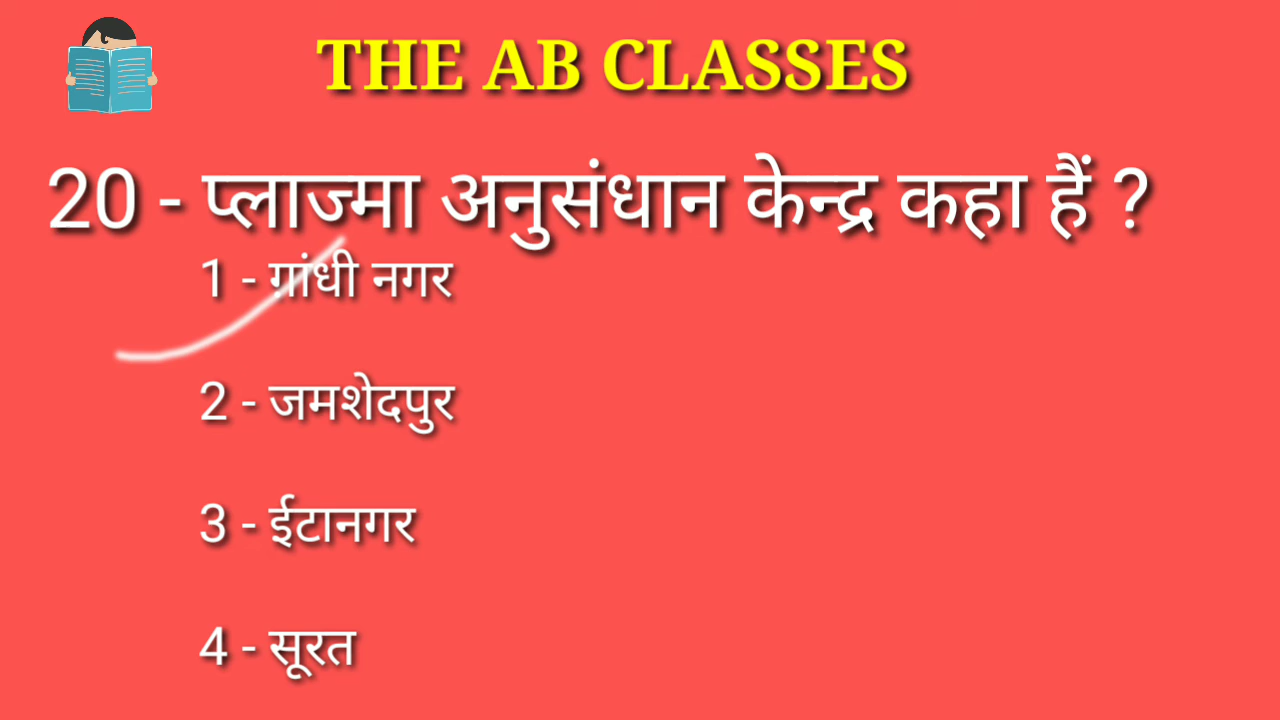 THE AB CLASSES
20 - प्लाज्मा अनुसंधान केन्द्र कहा हैं ?
1 - गांधी नगर
2 - जमशेदपुर
3 - ईटानगर
4 - सूरत